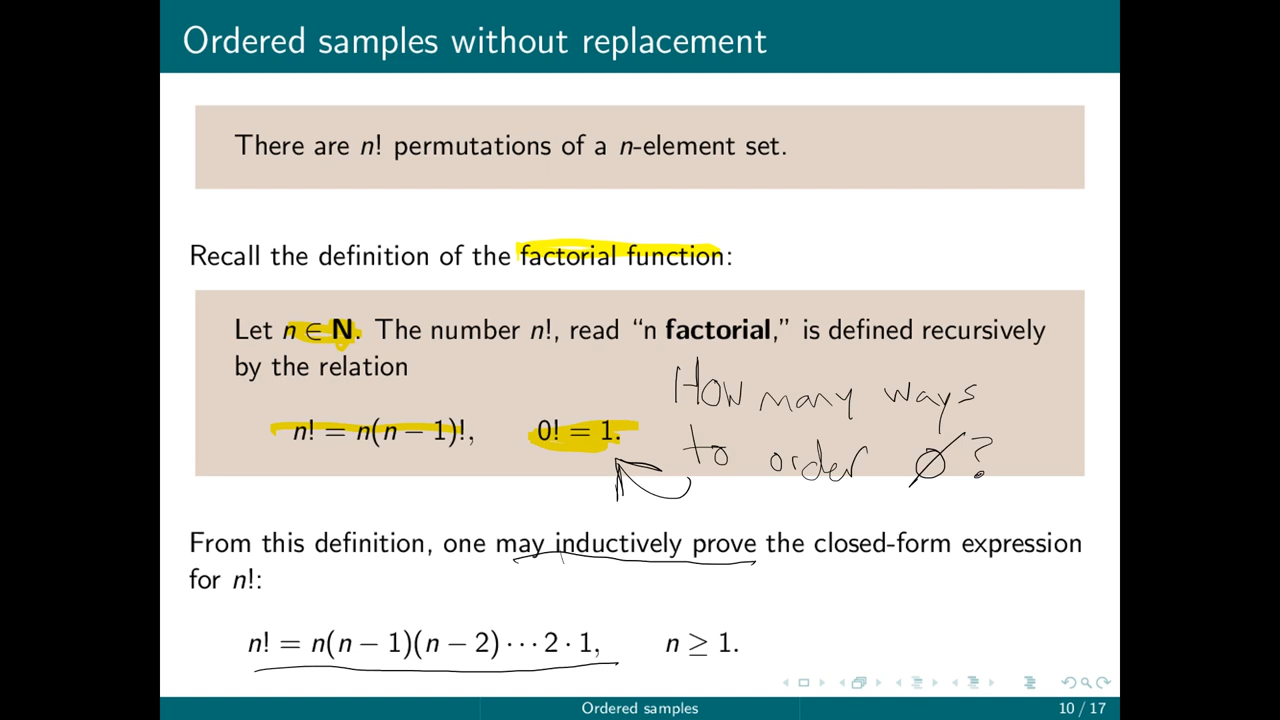 Ordered samples without replacement
There are n! permutations of a n-element set.
Recall the definition of the factorial function:
Let n ∈ N. The number n!, read “n factorial,” is defined recursively
by the relation
n! = n(n − 1)!, 0! = 1.
How many ways
to order ∅?
From this definition, one may inductively prove the closed-form expression
for n!:
n! = n(n − 1)(n − 2) ⋯ 2 · 1, n ≥ 1.
Ordered samples 10 / 17